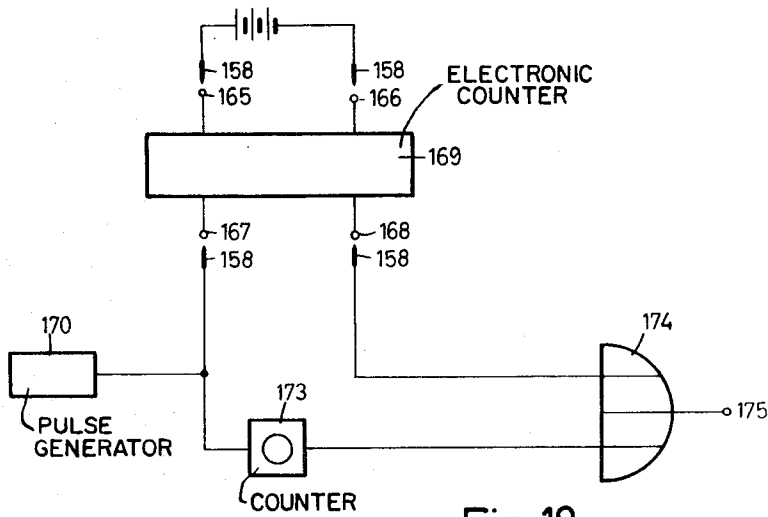 158
158
165
166
ELECTRONIC
COUNTER
169
167
168
158
158
170
174
173
175
PULSE
GENERATOR
COUNTER